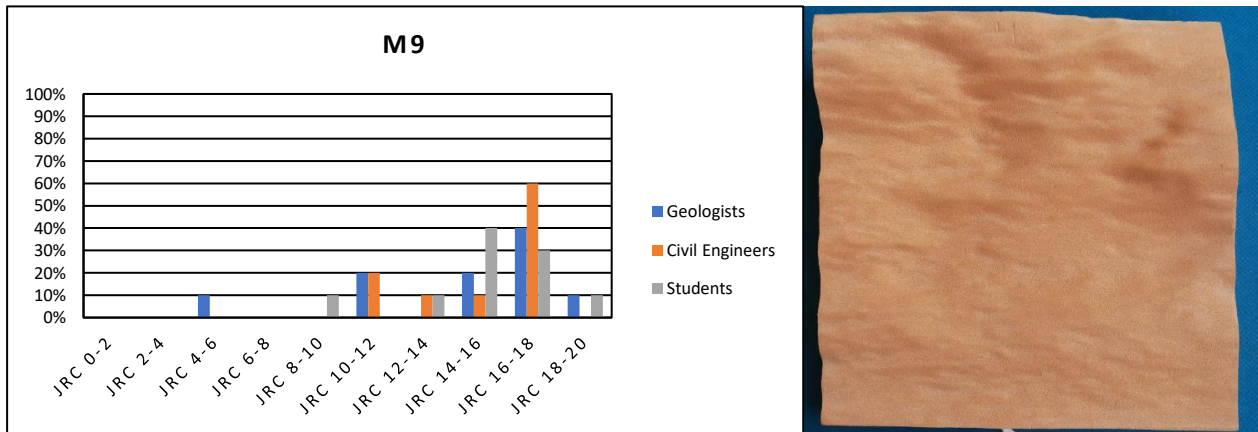 M9
100%
90%
80%
70%
60%
50%
40%
30%
20%
10%
0%
JRC 0-2
JRC 2-4
JRC 4-6
JRC 6-8
JRC 8-10
JRC 10-12
JRC 12-14
JRC 14-16
JRC 16-18
JRC 18-20
Geologists
Civil Engineers
Students